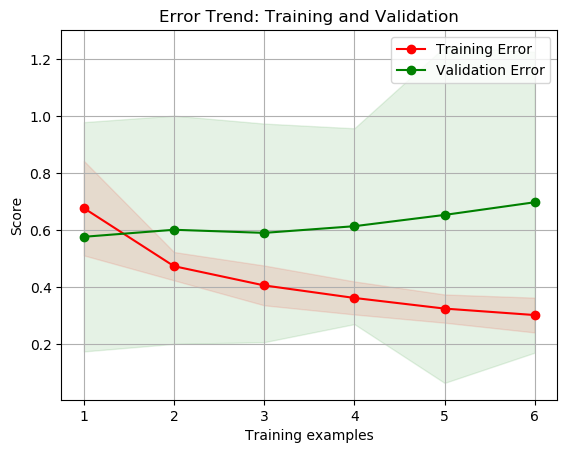 Error Trend: Training and Validation
Training Error
Validation Error
Score
1.2
1.0
0.8
0.6
0.4
0.2
1 2 3 4 5 6
Training examples